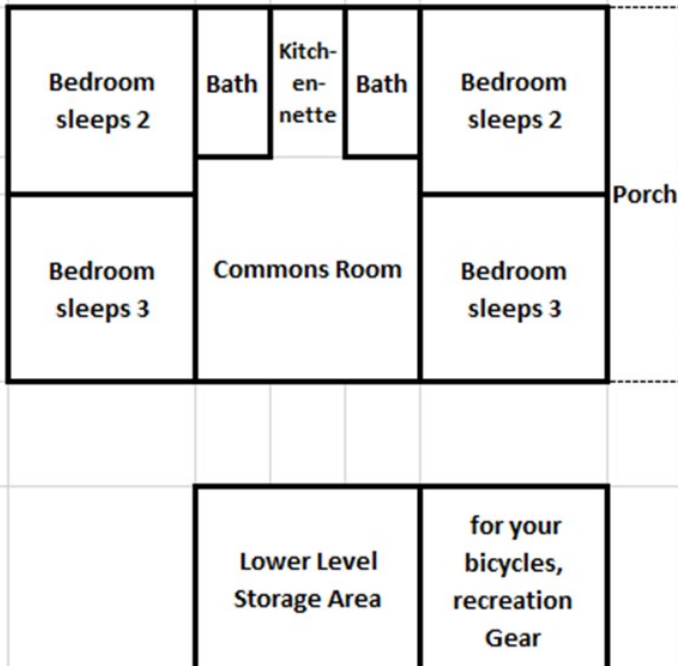 Bedroom
sleeps 2
Bath
Kitch-
en-
nette
Bath
Bedroom
sleeps 2
Porch
Bedroom
sleeps 3
Commons Room
Bedroom
sleeps 3
Lower Level
Storage Area
for your
bicycles,
recreation
Gear